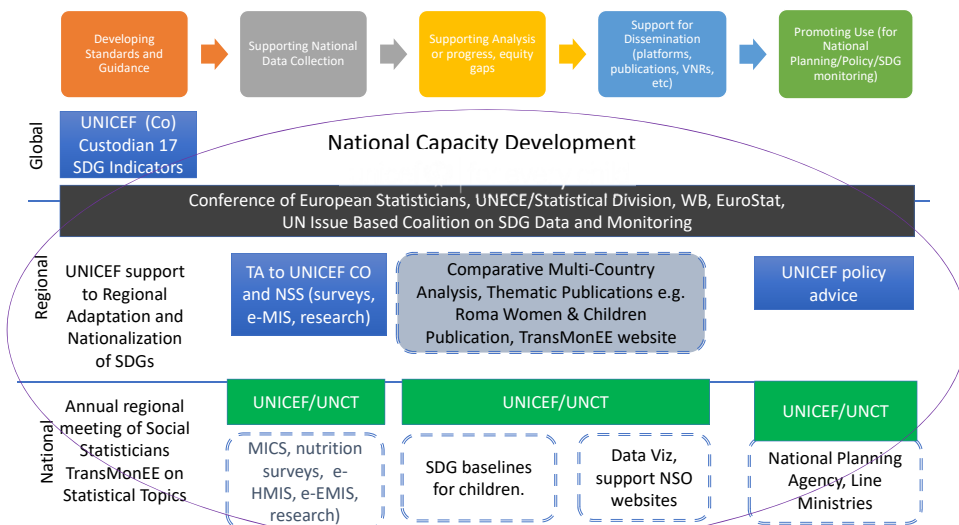 Developing
Standards and
Guidance
Supporting National
Data Collection
Supporting Analysis
or progress, equity
gaps
Support for
Dissemination
(platforms,
publications, VNRs,
etc)
Promoting Use (for
National
Planning/Policy/SDG
monitoring)
Global
UNICEF (Co)
Custodian 17
SDG Indicators
National Capacity Development
Conference of European Statisticians, UNECE/Statistical Division, WB, EuroStat,
UN Issue Based Coalition on SDG Data and Monitoring
Regional
UNICEF support
to Regional
Adaptation and
Nationalization
of SDGs
TA to UNICEF CO
and NSS (surveys,
e-MIS, research)
Comparative Multi-Country
Analysis, Thematic Publications e.g.
Roma Women & Children
Publication, TransMonEE website
UNICEF policy
advice
National
Annual regional
meeting of Social
Statisticians
TransMonEE on
Statistical Topics
UNICEF/UNCT
UNICEF/UNCT
UNICEF/UNCT
MICS, nutrition
surveys, e-
HMIS, e-EMIS,
research)
SDG baselines
for children.
Data Viz,
support NSO
websites
National Planning
Agency, Line
Ministries